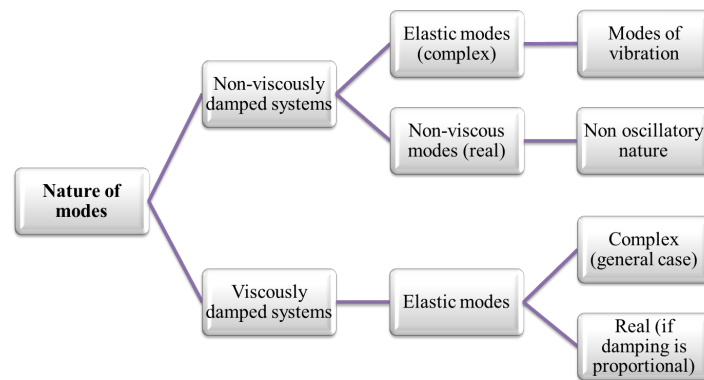 Nature of
modes
Non-viscously
damped systems
Elastic modes
(complex)
Modes of
vibration
Non-viscous
modes (real)
Non oscillatory
nature
Viscously
damped systems
Elastic modes
Complex
(general case)
Real (if
damping is
proportional)